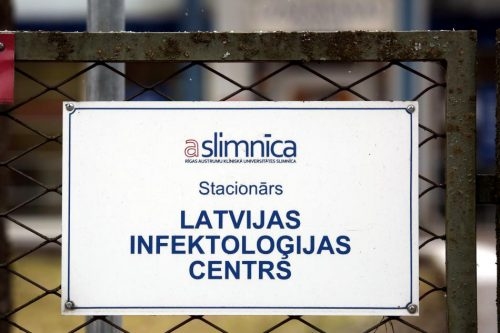 aslimnīca
RĪGAS AUSTRUMU KLĪNISKĀ UNIVERSITĀTES SLIMNĪCA
Stacionārs
LATVIJAS
INFEKTOLOĢIJAS
CENTRS